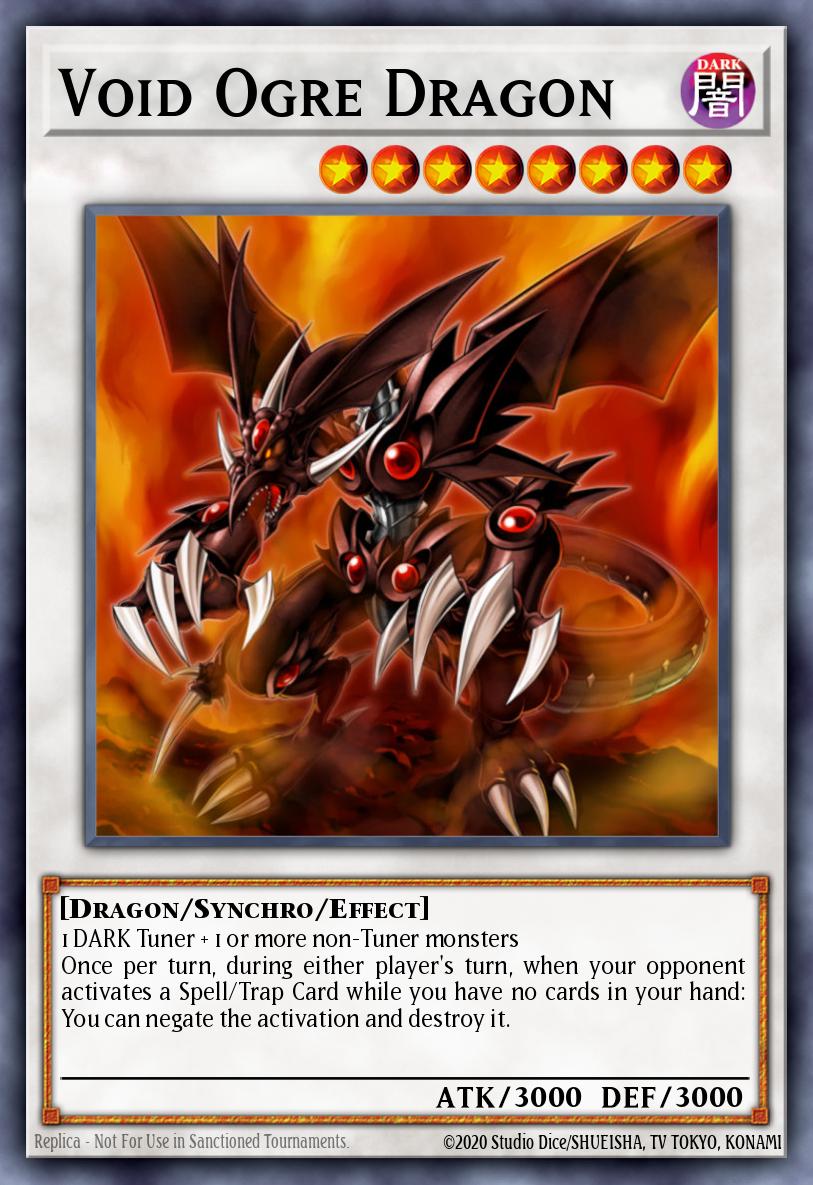 Void Ogre Dragon
DARK
闇
[Dragon/Synchro/Effect]
1 DARK Tuner + 1 or more non-Tuner monsters
Once per turn, during either player's turn, when your opponent
activates a Spell/Trap Card while you have no cards in your hand:
You can negate the activation and destroy it.
ATK/3000 DEF/3000
Replica - Not For Use in Sanctioned Tournaments.
©2020 Studio Dice/SHUEISHA, TV TOKYO, KONAMI